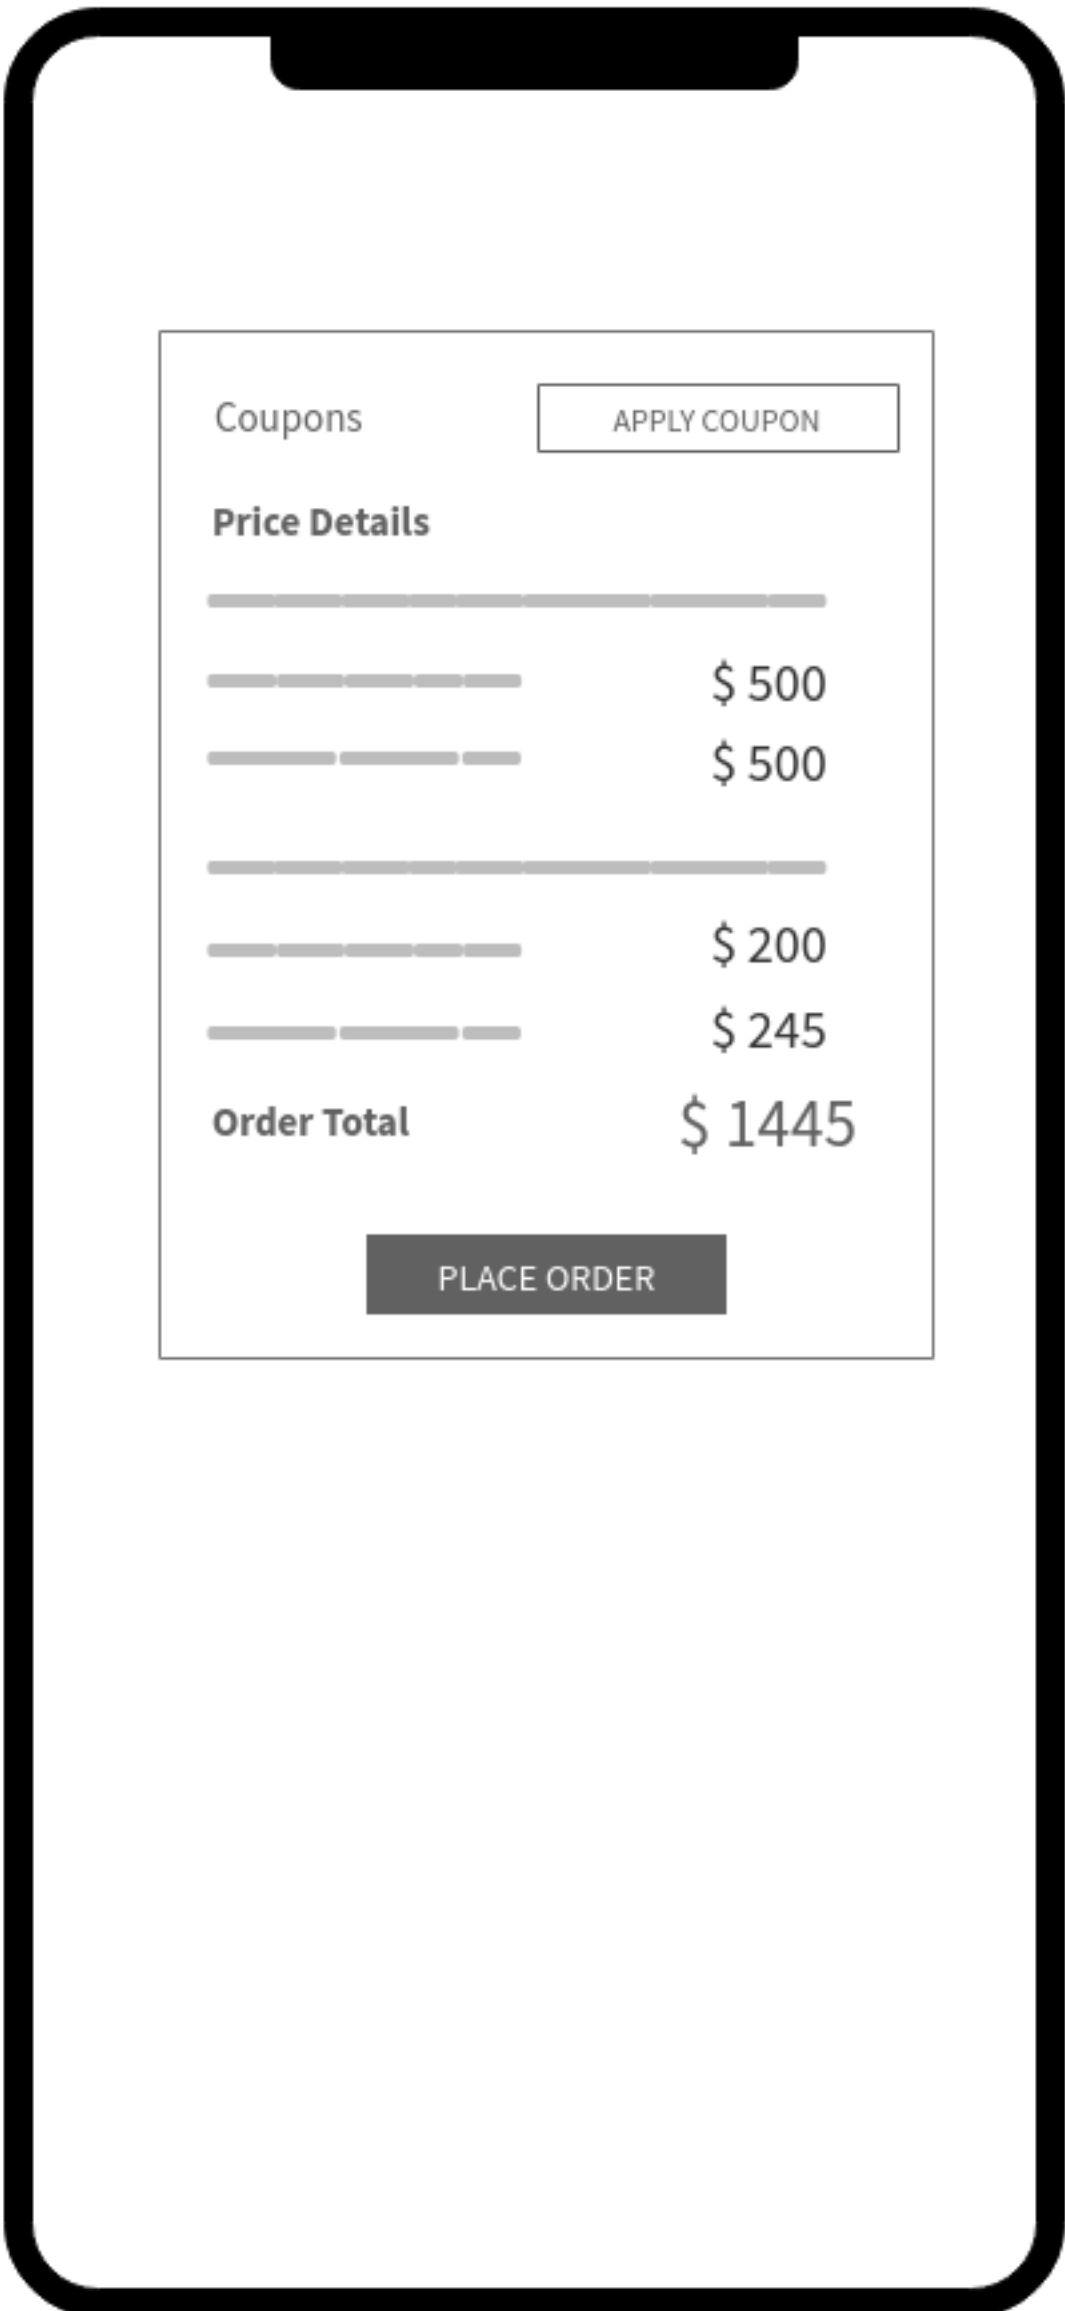 Coupons
APPLY COUPON
Price Details
$ 500
$ 500
$ 200
$ 245
Order Total
$ 1445
PLACE ORDER